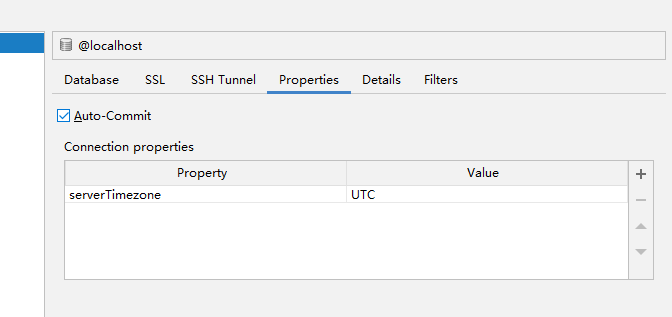 @localhost
Database SSL SSH Tunnel Properties Details Filters
Auto-Commit
Connection properties
Property Value
serverTimezone UTC